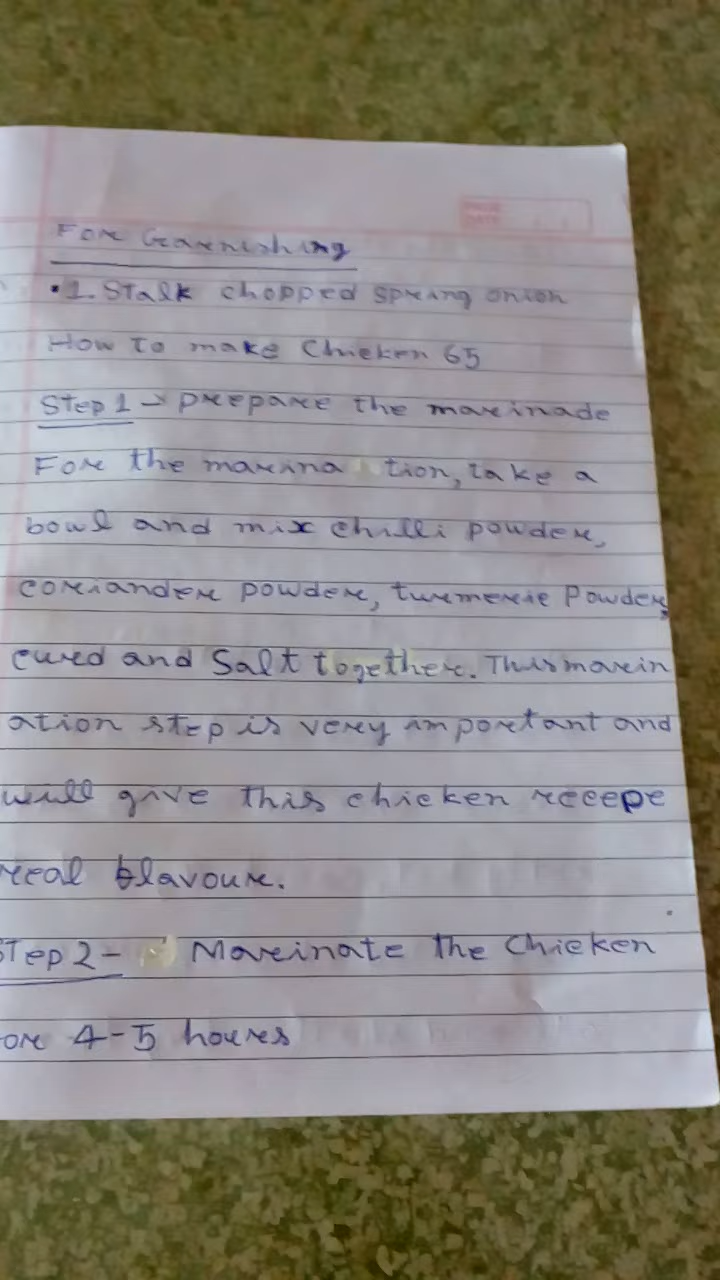 For Garnishing
• 1. Stalk chopped spring onion
How to make Chicken 65
Step 1 → prepare the marinade
For the marina tion, take a
bowl and mix chilli powder,
coriander powder, turmeric Powder,
curd and Salt together. This marin
ation step is very important and
will give this chicken receepe
real flavour.
Step 2 - Marinate the Chicken
or 4-5 hours